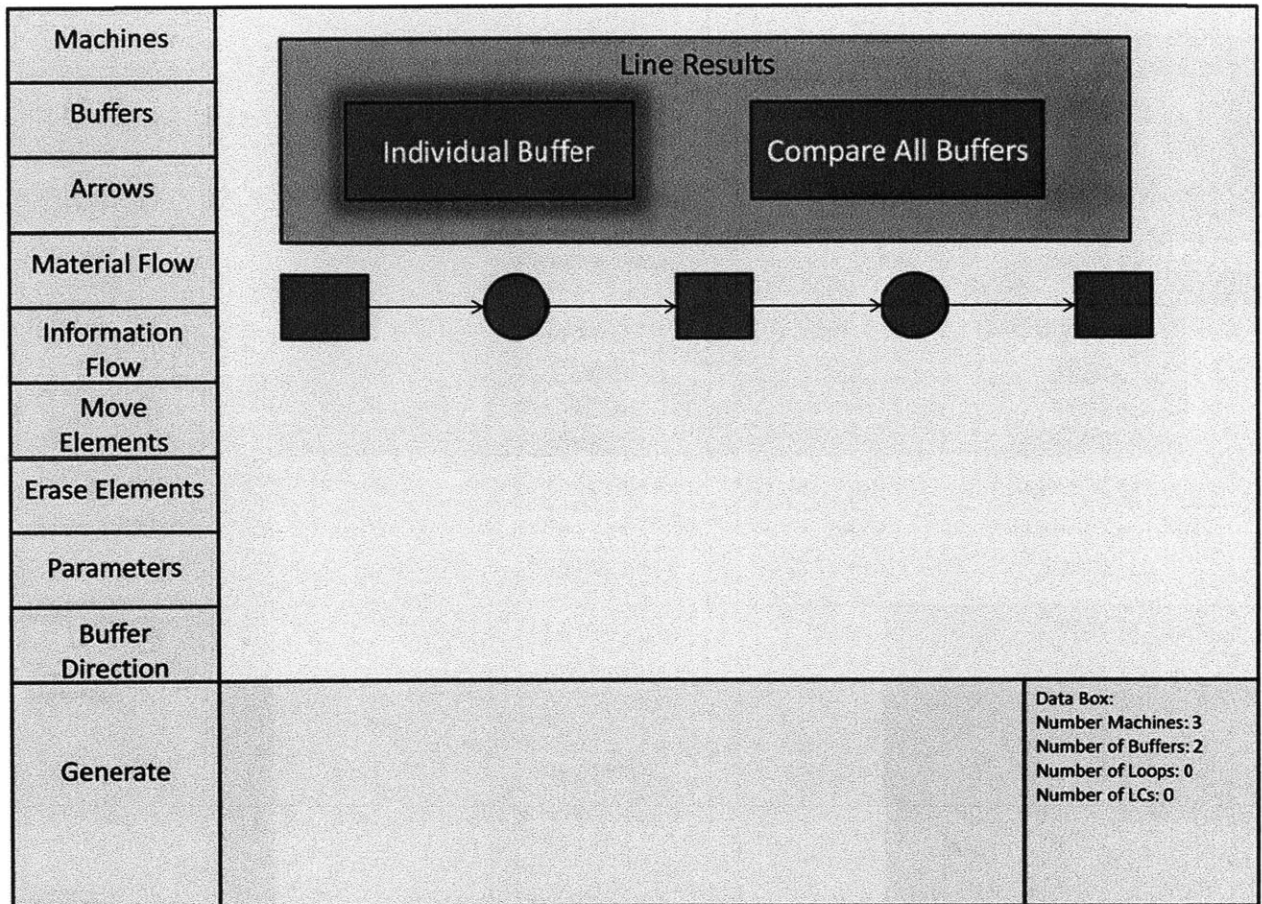 Machines
Buffers
Arrows
Material Flow
Information
Flow
Move
Elements
Erase Elements
Parameters
Buffer
Direction
Generate
Line Results
Individual Buffer
Compare All Buffers
Data Box:
Number Machines: 3
Number of Buffers: 2
Number of Loops: 0
Number of LCs: 0